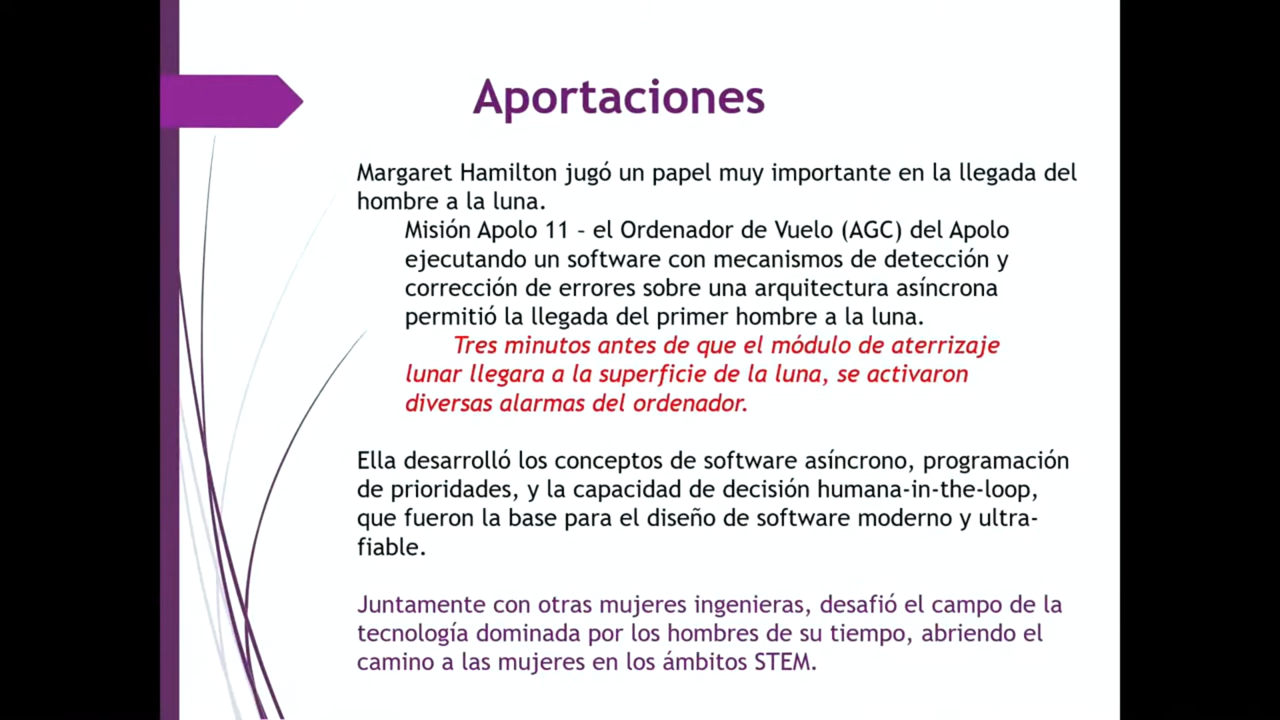 Aportaciones
Margaret Hamilton jugó un papel muy importante en la llegada del
hombre a la luna.
Misión Apolo 11 – el Ordenador de Vuelo (AGC) del Apolo
ejecutando un software con mecanismos de detección y
corrección de errores sobre una arquitectura asíncrona
permitió la llegada del primer hombre a la luna.
Tres minutos antes de que el módulo de aterrizaje
lunar llegara a la superficie de la luna, se activaron
diversas alarmas del ordenador.
Ella desarrolló los conceptos de software asíncrono, programación
de prioridades, y la capacidad de decisión humana-in-the-loop,
que fueron la base para el diseño de software moderno y ultra-
fiable.
Juntamente con otras mujeres ingenieras, desafió el campo de la
tecnología dominada por los hombres de su tiempo, abriendo el
camino a las mujeres en los ámbitos STEM.